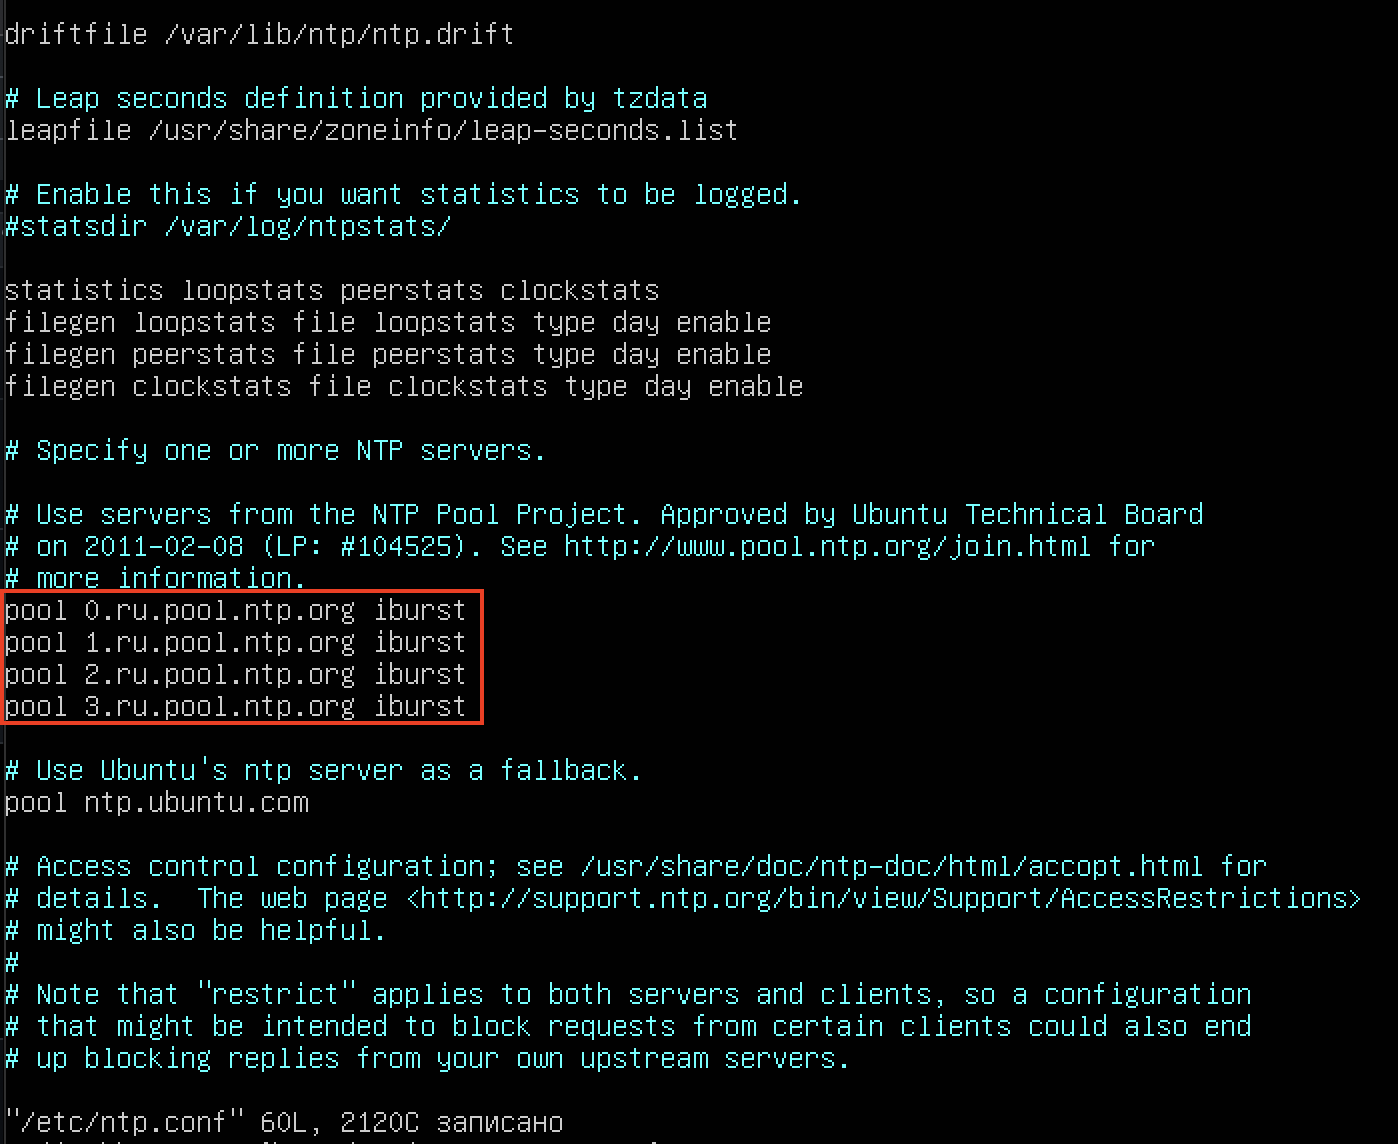 driftfile /var/lib/ntp/ntp.drift
# Leap seconds definition provided by tzdata
leapfile /usr/share/zoneinfo/leap-seconds.list
# Enable this if you want statistics to be logged.
#statsdir /var/log/ntpstats/
statistics loopstats peerstats clockstats
filegen loopstats file loopstats type day enable
filegen peerstats file peerstats type day enable
filegen clockstats file clockstats type day enable
# Specify one or more NTP servers.
# Use servers from the NTP Pool Project. Approved by Ubuntu Technical Board
# on 2011-02-08 (LP: #104525). See http://www.pool.ntp.org/join.html for
# more information.
pool 0.ru.pool.ntp.org iburst
pool 1.ru.pool.ntp.org iburst
pool 2.ru.pool.ntp.org iburst
pool 3.ru.pool.ntp.org iburst
# Use Ubuntu's ntp server as a fallback.
pool ntp.ubuntu.com
# Access control configuration; see /usr/share/doc/ntp-doc/html/accopt.html for
# details.  The web page <http://support.ntp.org/bin/view/Support/AccessRestrictions>
# might also be helpful.
#
# Note that "restrict" applies to both servers and clients, so a configuration
# that might be intended to block requests from certain clients could also end
# up blocking replies from your own upstream servers.
"/etc/ntp.conf" 60L, 2120C записано